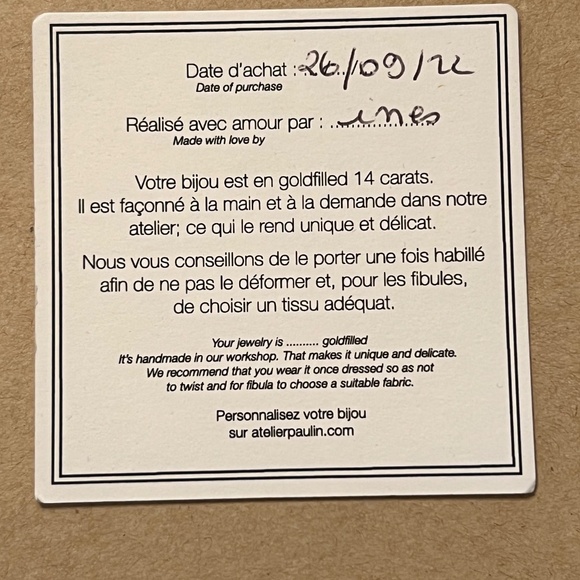 Date d'achat : 26/09/22
Date of purchase
Réalisé avec amour par : ines
Made with love by
Votre bijou est en goldfilled 14 carats.
Il est façonné à la main et à la demande dans notre
atelier; ce qui le rend unique et délicat.
Nous vous conseillons de le porter une fois habillé
afin de ne pas le déformer et, pour les fibules,
de choisir un tissu adéquat.
Your jewelry is .......... goldfilled
It's handmade in our workshop. That makes it unique and delicate.
We recommend that you wear it once dressed so as not
to twist and for fibula to choose a suitable fabric.
Personnalisez votre bijou
sur atelierpaulin.com